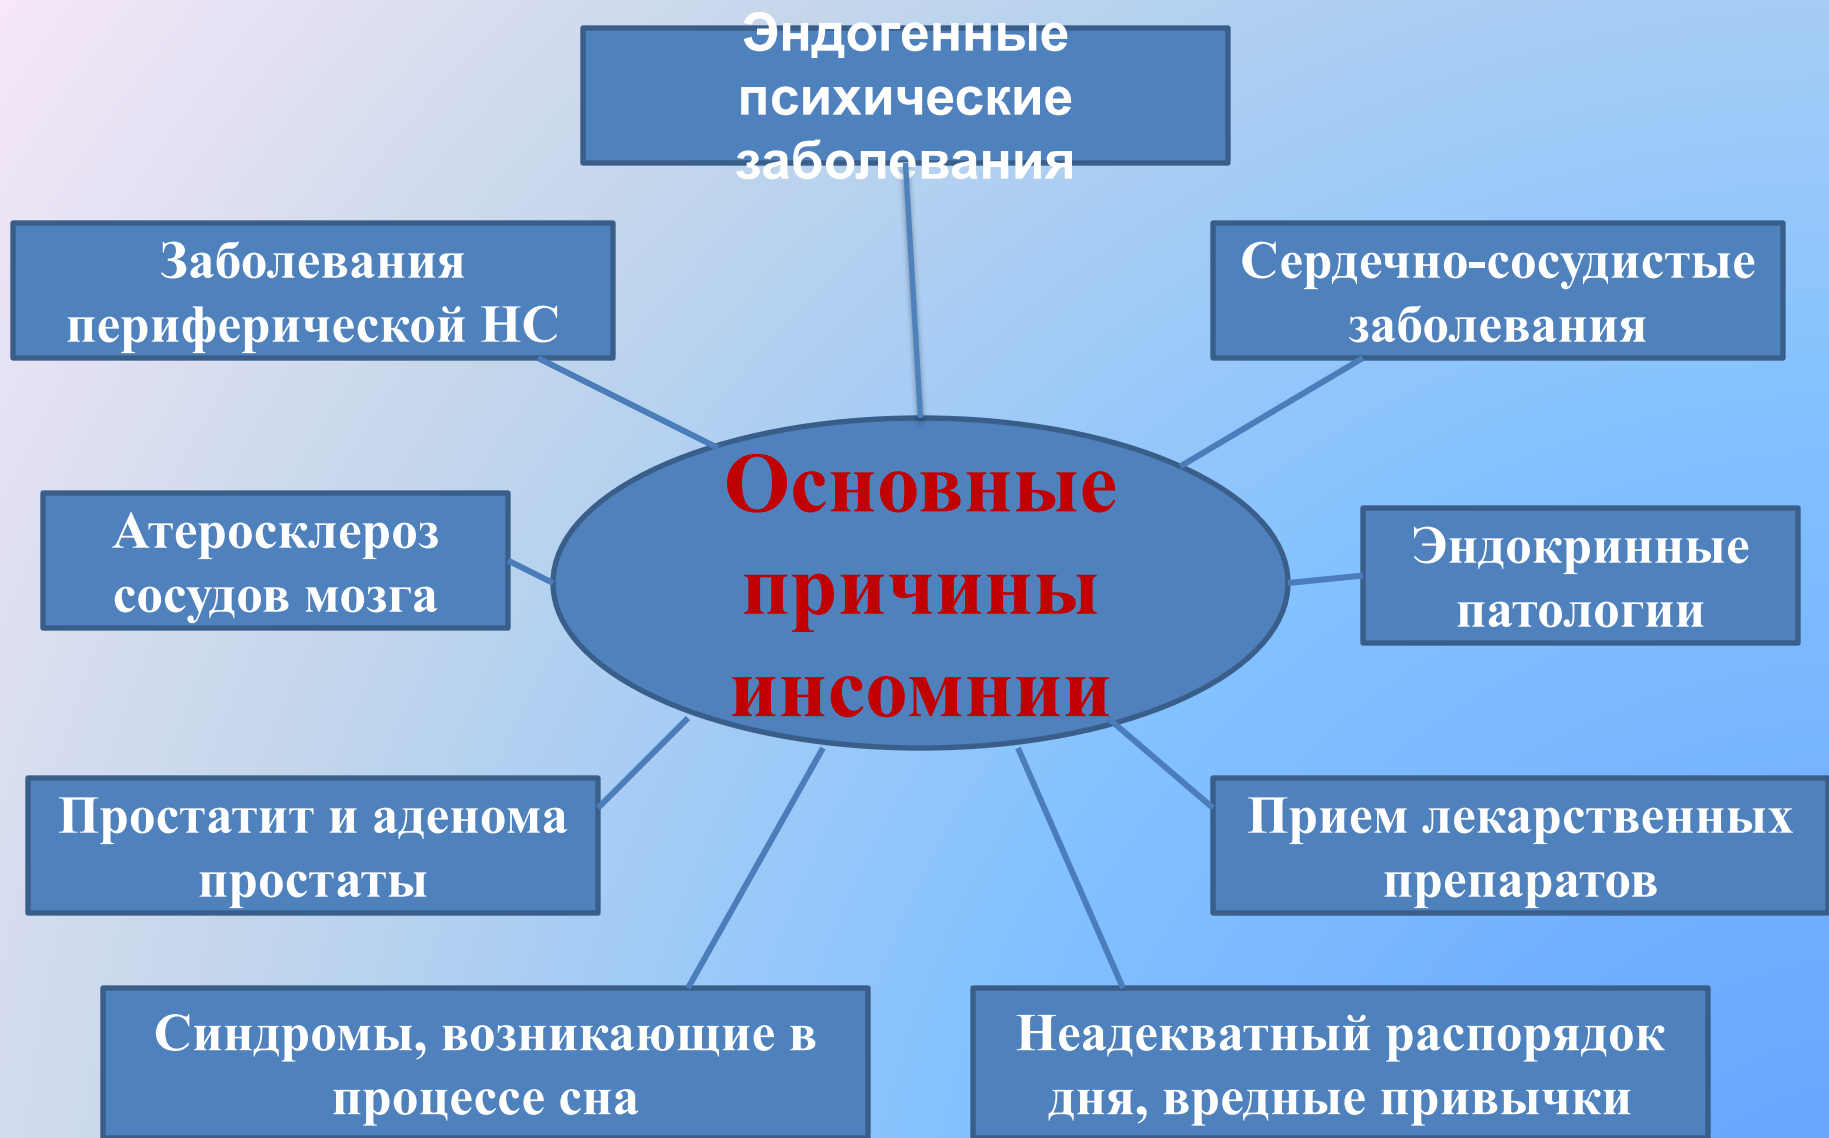 Эндогенные
психические
заболевания
Заболевания
периферической НС
Сердечно-сосудистые
заболевания
Основные
причины
инсомнии
Атеросклероз
сосудов мозга
Эндокринные
патологии
Простатит и аденома
простаты
Прием лекарственных
препаратов
Синдромы, возникающие в
процессе сна
Неадекватный распорядок
дня, вредные привычки